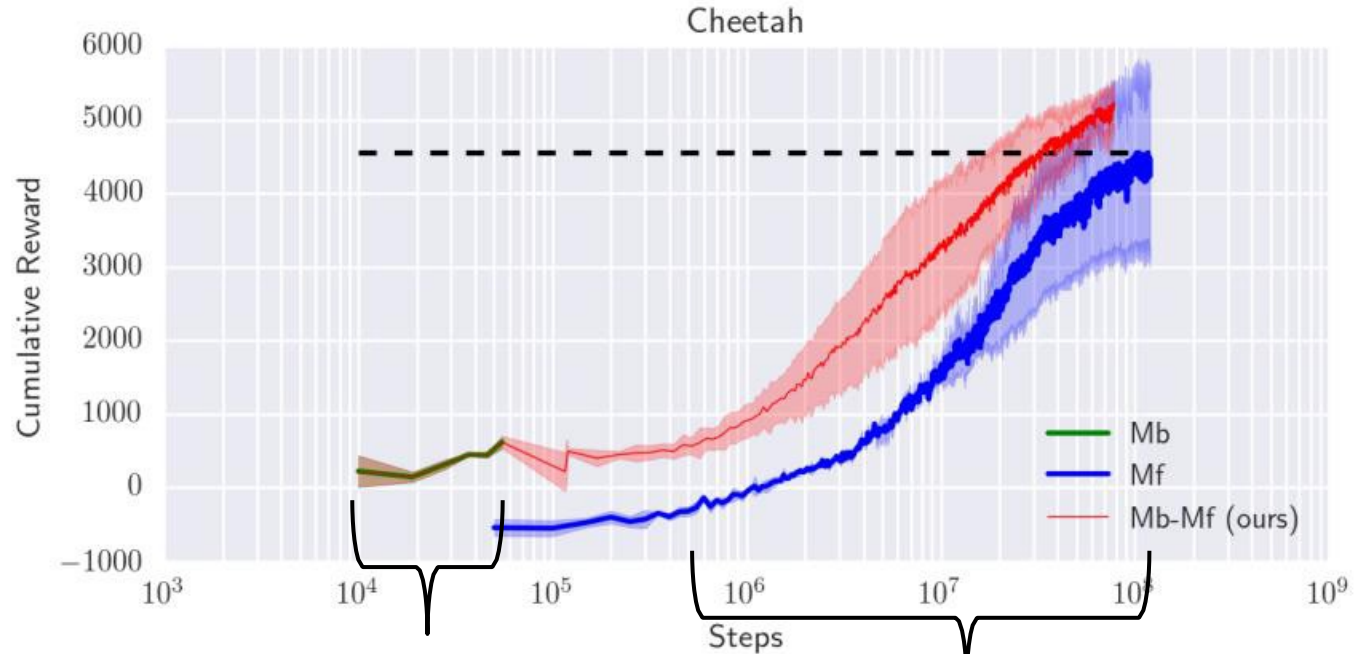 Cheetah
6000
5000
4000
3000
2000
1000
0
−1000
Cumulative Reward
Mb
Mf
Mb-Mf (ours)
10³ 10⁴ 10⁵ 10⁶ 10⁷ 10⁸ 10⁹
Steps